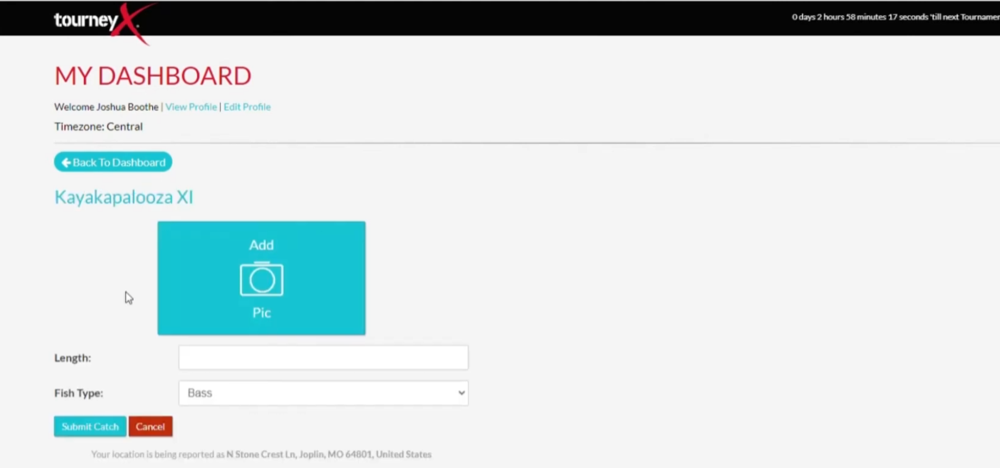 tourneyX.
0 days 2 hours 58 minutes 17 seconds 'till next Tournamen
MY DASHBOARD
Welcome Joshua Boothe | View Profile | Edit Profile
Timezone: Central
Back To Dashboard
Kayakapalooza XI
Add
Pic
Length:
Fish Type: Bass
Submit Catch Cancel
Your location is being reported as N Stone Crest Ln, Joplin, MO 64801, United States